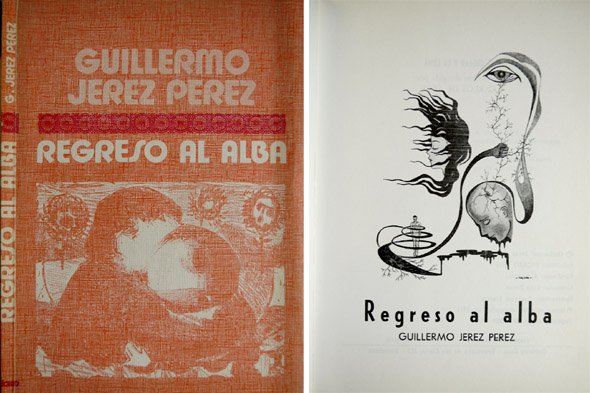 G. JEREZ PEREZ
REGRESO AL ALBA
GUILLERMO
JEREZ PEREZ
REGRESO AL ALBA
Regreso al alba
GUILLERMO JEREZ PEREZ